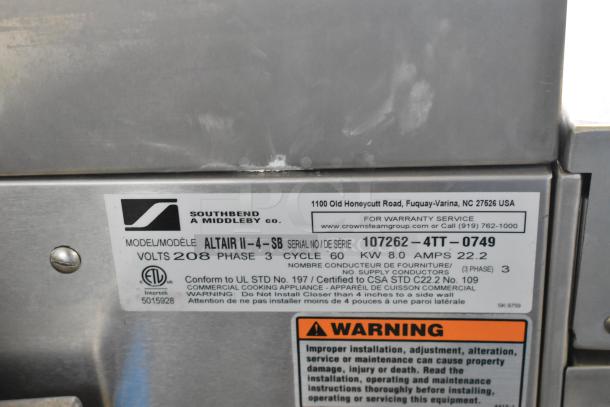 SOUTHBEND
A MIDDLEBY CO.
1100 Old Honeycutt Road, Fuquay-Varina, NC 27526 USA
FOR WARRANTY SERVICE
www.crownsteamgroup.com or Call (919) 762-1000
MODEL/MODÈLE ALTAIR II-4-SB SERIAL NO/ DE SÉRIE 107262-4TT-0749
VOLTS 208 PHASE 3 CYCLE 60 KW 8.0 AMPS 22.2
NOMBRE CONDUCTEUR DE FOURNITURE/
NO. SUPPLY CONDUCTORS (3 PHASE) 3
Conform to UL STD No. 197 / Certified to CSA STD C22.2 No. 109
COMMERCIAL COOKING APPLIANCE - APPAREIL DE CUISSON COMMERCIAL
WARNING: Do Not Install Closer than 4 inches to a side wall
Attention de ne pas installer moins de 4 pouces à une paroi latérale
ETL
Intertek
5015928
SK-9759
WARNING
Improper installation, adjustment, alteration,
service or maintenance can cause property
damage, injury or death. Read the
installation, operating and maintenance
instructions thoroughly before installing,
operating or servicing this equipment.